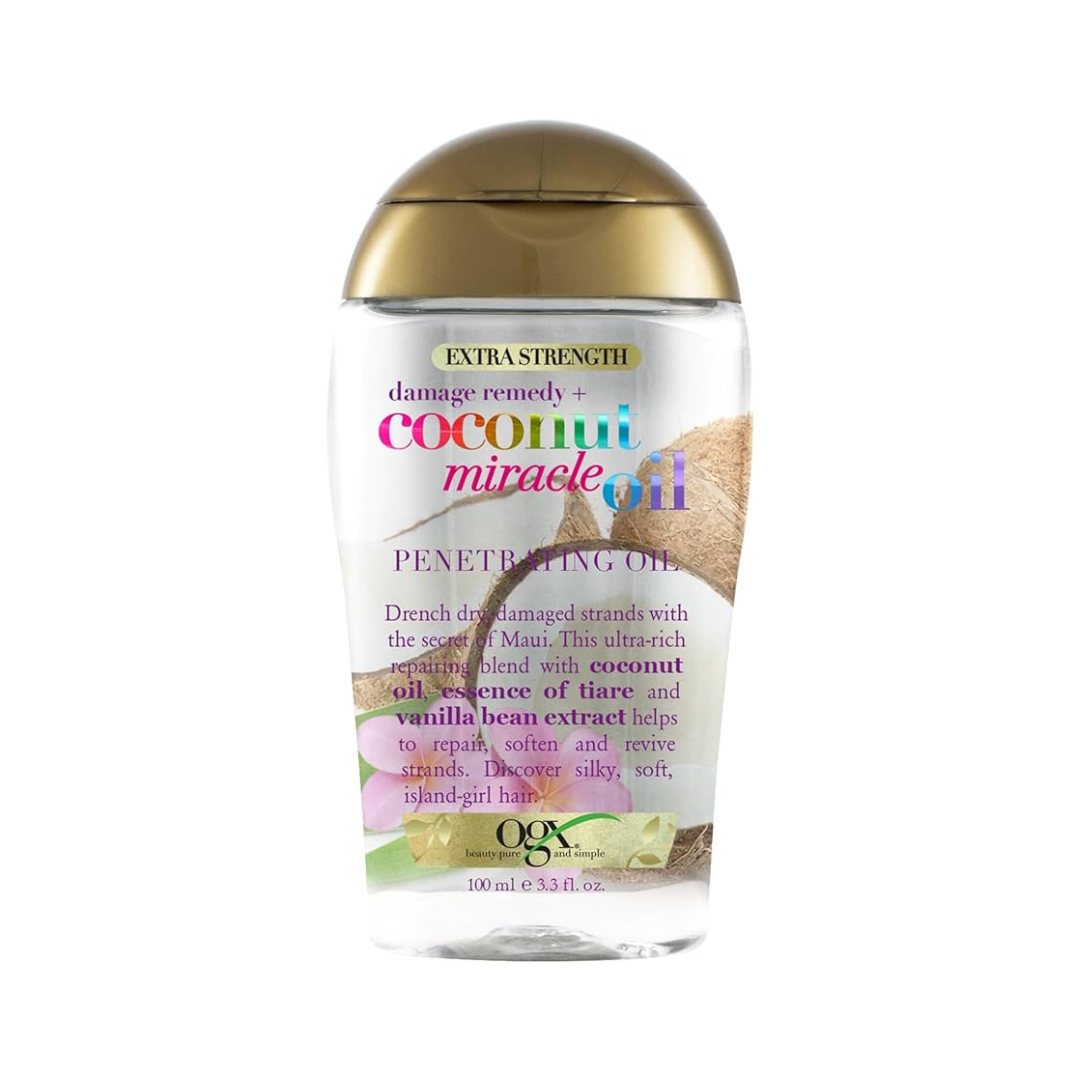 EXTRA STRENGTH
damage remedy +
coconut
miracle oil
PENETRATING OIL
Drench dry, damaged strands with
the secret of Maui. This ultra-rich
repairing blend with coconut
oil, essence of tiare and
vanilla bean extract helps
to repair, soften and revive
strands. Discover silky, soft,
island-girl hair.
ogx®
beauty pure and simple
100 ml e 3.3 fl. oz.